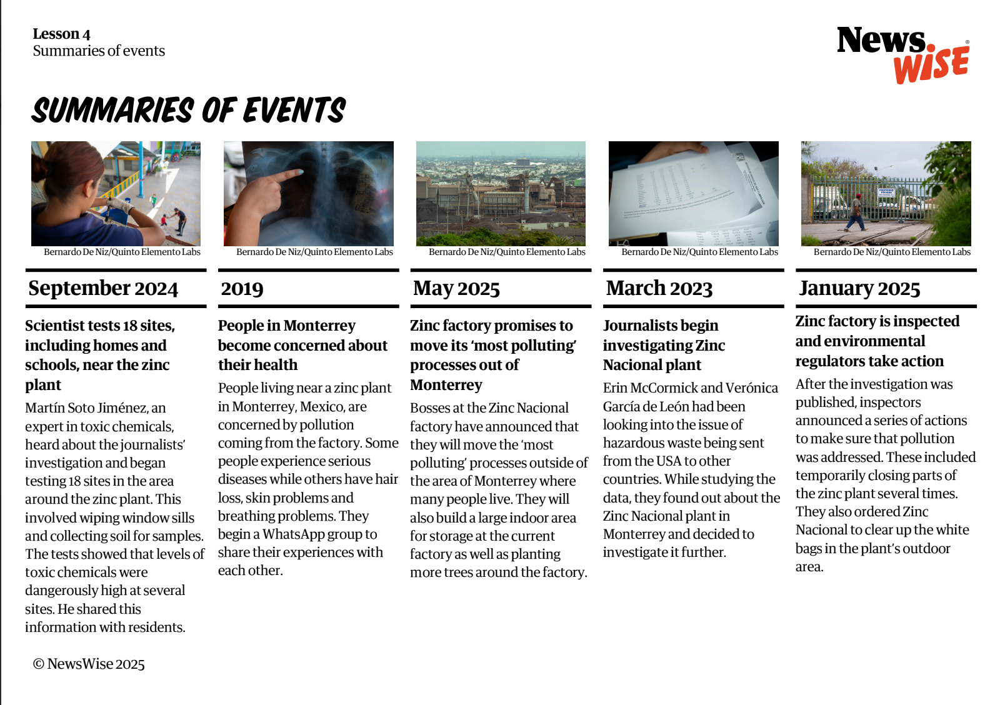 Lesson 4
Summaries of events
News
WiSE
®
SUMMARIES OF EVENTS
Bernardo De Niz/Quinto Elemento Labs
September 2024
Scientist tests 18 sites,
including homes and
schools, near the zinc
plant
Martín Soto Jiménez, an
expert in toxic chemicals,
heard about the journalists’
investigation and began
testing 18 sites in the area
around the zinc plant. This
involved wiping window sills
and collecting soil for samples.
The tests showed that levels of
toxic chemicals were
dangerously high at several
sites. He shared this
information with residents.
Bernardo De Niz/Quinto Elemento Labs
2019
People in Monterrey
become concerned about
their health
People living near a zinc plant
in Monterrey, Mexico, are
concerned by pollution
coming from the factory. Some
people experience serious
diseases while others have hair
loss, skin problems and
breathing problems. They
begin a WhatsApp group to
share their experiences with
each other.
Bernardo De Niz/Quinto Elemento Labs
May 2025
Zinc factory promises to
move its ‘most polluting’
processes out of
Monterrey
Bosses at the Zinc Nacional
factory have announced that
they will move the ‘most
polluting’ processes outside of
the area of Monterrey where
many people live. They will
also build a large indoor area
for storage at the current
factory as well as planting
more trees around the factory.
Bernardo De Niz/Quinto Elemento Labs
March 2023
Journalists begin
investigating Zinc
Nacional plant
Erin McCormick and Verónica
García de León had been
looking into the issue of
hazardous waste being sent
from the USA to other
countries. While studying the
data, they found out about the
Zinc Nacional plant in
Monterrey and decided to
investigate it further.
PROPIEDAD
PRIVADA
Bernardo De Niz/Quinto Elemento Labs
January 2025
Zinc factory is inspected
and environmental
regulators take action
After the investigation was
published, inspectors
announced a series of actions
to make sure that pollution
was addressed. These included
temporarily closing parts of
the zinc plant several times.
They also ordered Zinc
Nacional to clear up the white
bags in the plant’s outdoor
area.
© NewsWise 2025